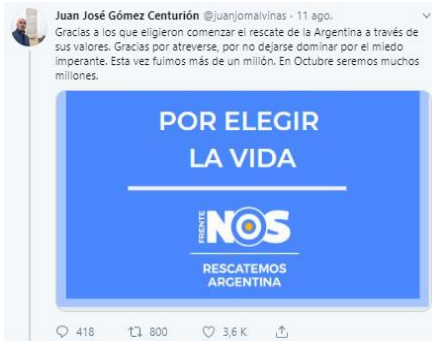 Juan José Gómez Centurión @juanjomalvinas · 11 ago.
Gracias a los que eligieron comenzar el rescate de la Argentina a través de
sus valores. Gracias por atreverse, por no dejarse dominar por el miedo
imperante. Esta vez fuimos más de un millón. En Octubre seremos muchos
millones.
POR ELEGIR
LA VIDA
FRENTE
NOS
RESCATEMOS
ARGENTINA
418 800 3,6 K